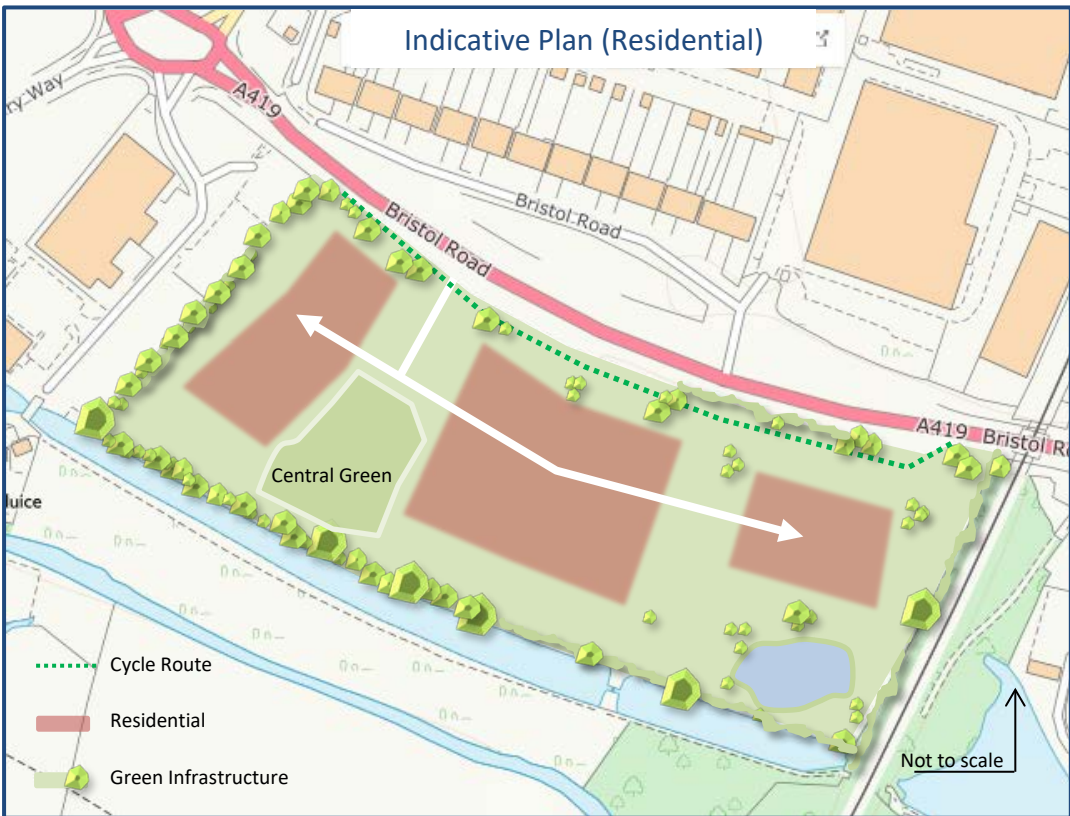 Indicative Plan (Residential)
ry Way
A419
Bristol Road
Bristol Road
A419 Bristol Ro
Central Green
luice
Cycle Route
Residential
Green Infrastructure
Not to scale